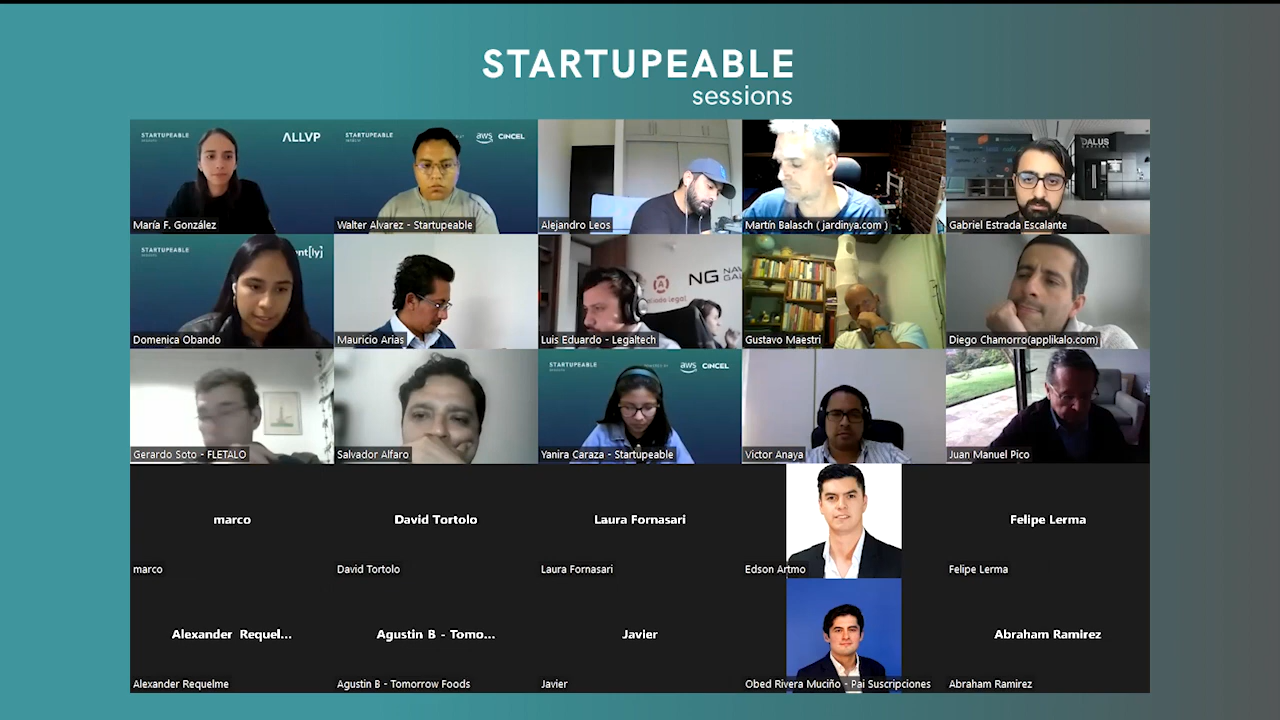 STARTUPEABLE
sessions
STARTUPEABLE
ALLVP
María F. González
STARTUPEABLE
aws
CINCEL
Walter Alvarez - Startupeable
Alejandro Leos
Martín Balasch ( jardinya.com )
DALUS
CAPITAL
Gabriel Estrada Escalante
STARTUPEABLE
nt[ly]
Domenica Obando
Mauricio Arias
NG
Luis Eduardo - Legaltech
Gustavo Maestri
Diego Chamorro(applikalo.com)
Gerardo Soto - FLETALO
Salvador Alfaro
STARTUPEABLE
aws
CINCEL
Yanira Caraza - Startupeable
Victor Anaya
Juan Manuel Pico
marco
marco
David Tortolo
David Tortolo
Laura Fornasari
Laura Fornasari
Edson Artmo
Felipe Lerma
Felipe Lerma
Alexander Requel...
Alexander Requelme
Agustin B - Tomo...
Agustin B - Tomorrow Foods
Javier
Javier
Obed Rivera Muciño - Pai Suscripciones
Abraham Ramirez
Abraham Ramirez